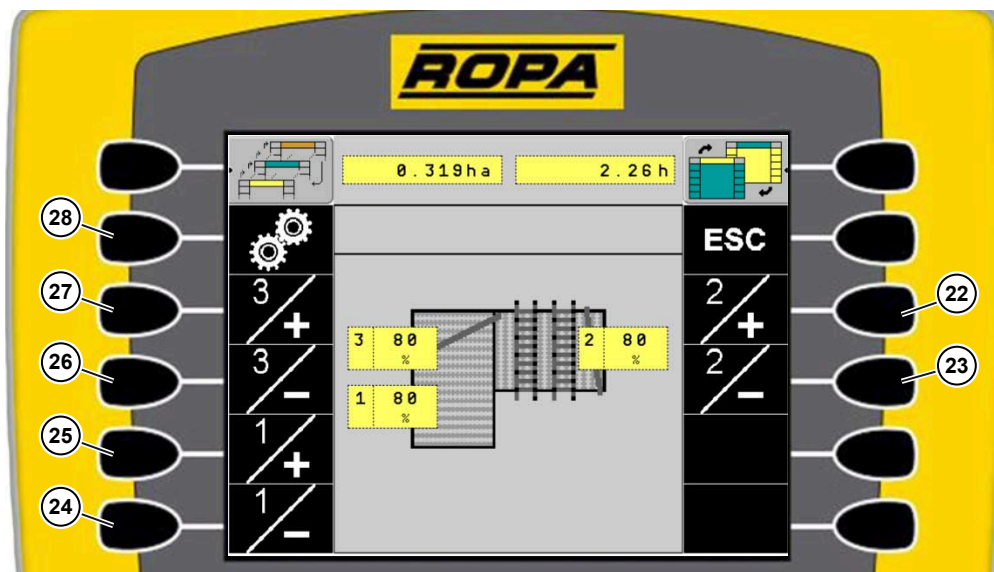 ROPA
0.319ha
2.26h
28
ESC
27
3/+
2/+
22
3 80 %
2 80 %
26
3/-
2/-
23
1 80 %
25
1/+
24
1/-